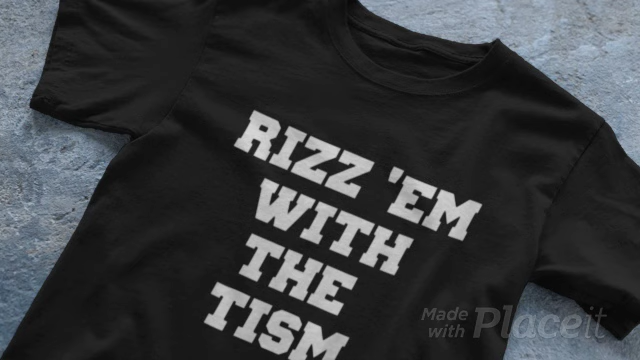 RIZZ 'EM
WITH
THE
TISM
Made
with Placeit